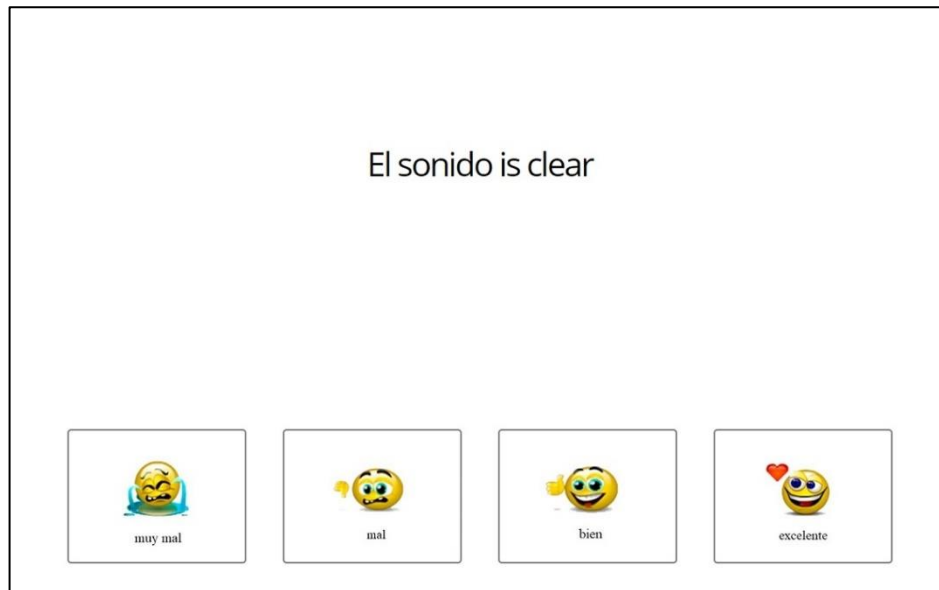 El sonido is clear
muy mal
mal
bien
excelente